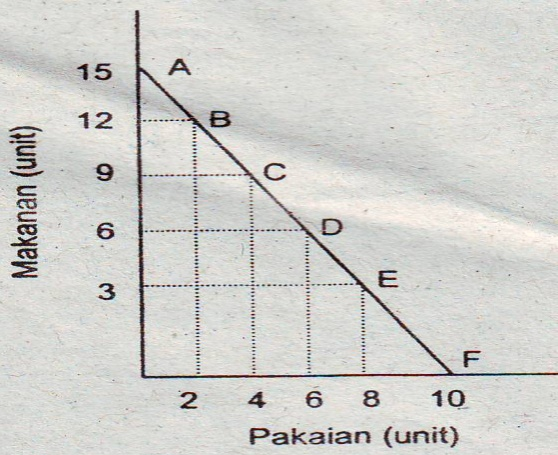 15 A
12 B
9 C
6 D
3 E
F
2 4 6 8 10
Makanan (unit)
Pakaian (unit)